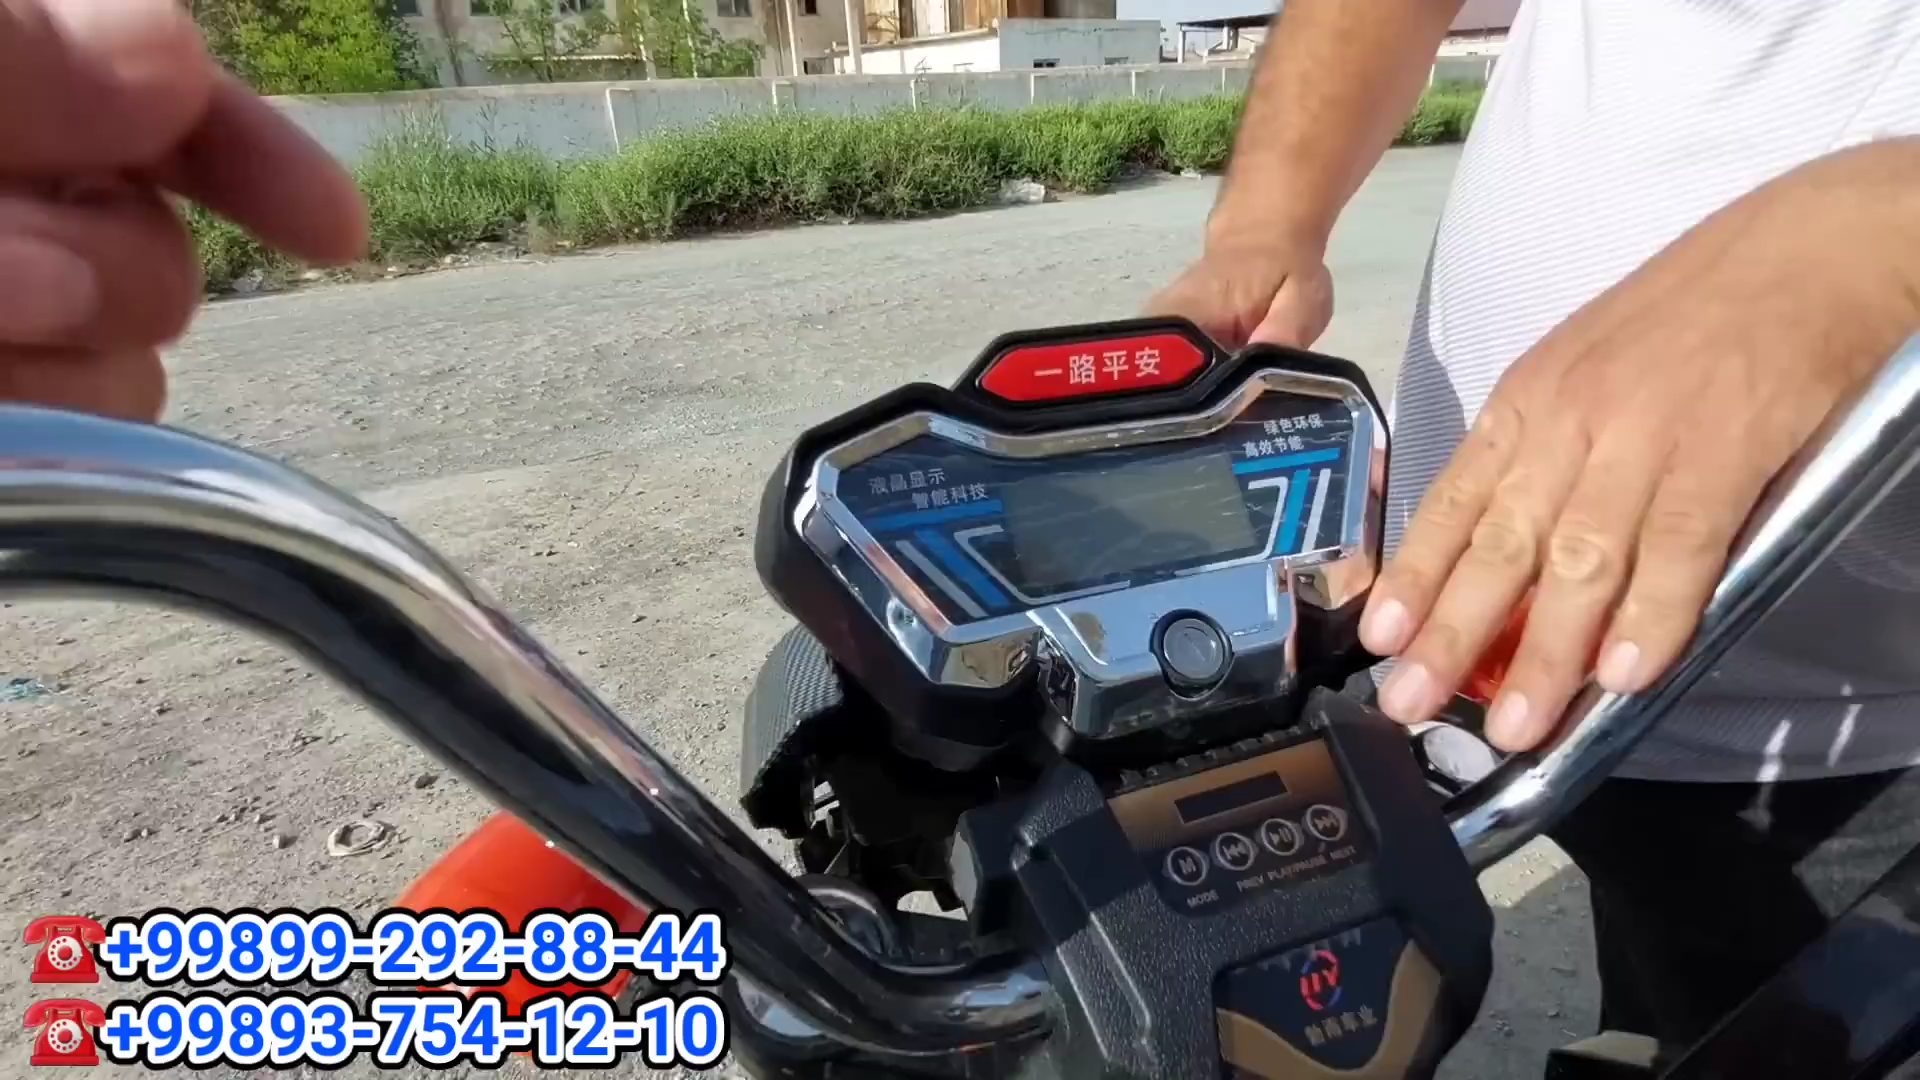 一路平安
液晶显示
智能科技
绿色环保
高效节能
M
MODE
PREV PLAY/PAUSE NEXT
+99899-292-88-44
+99893-754-12-10